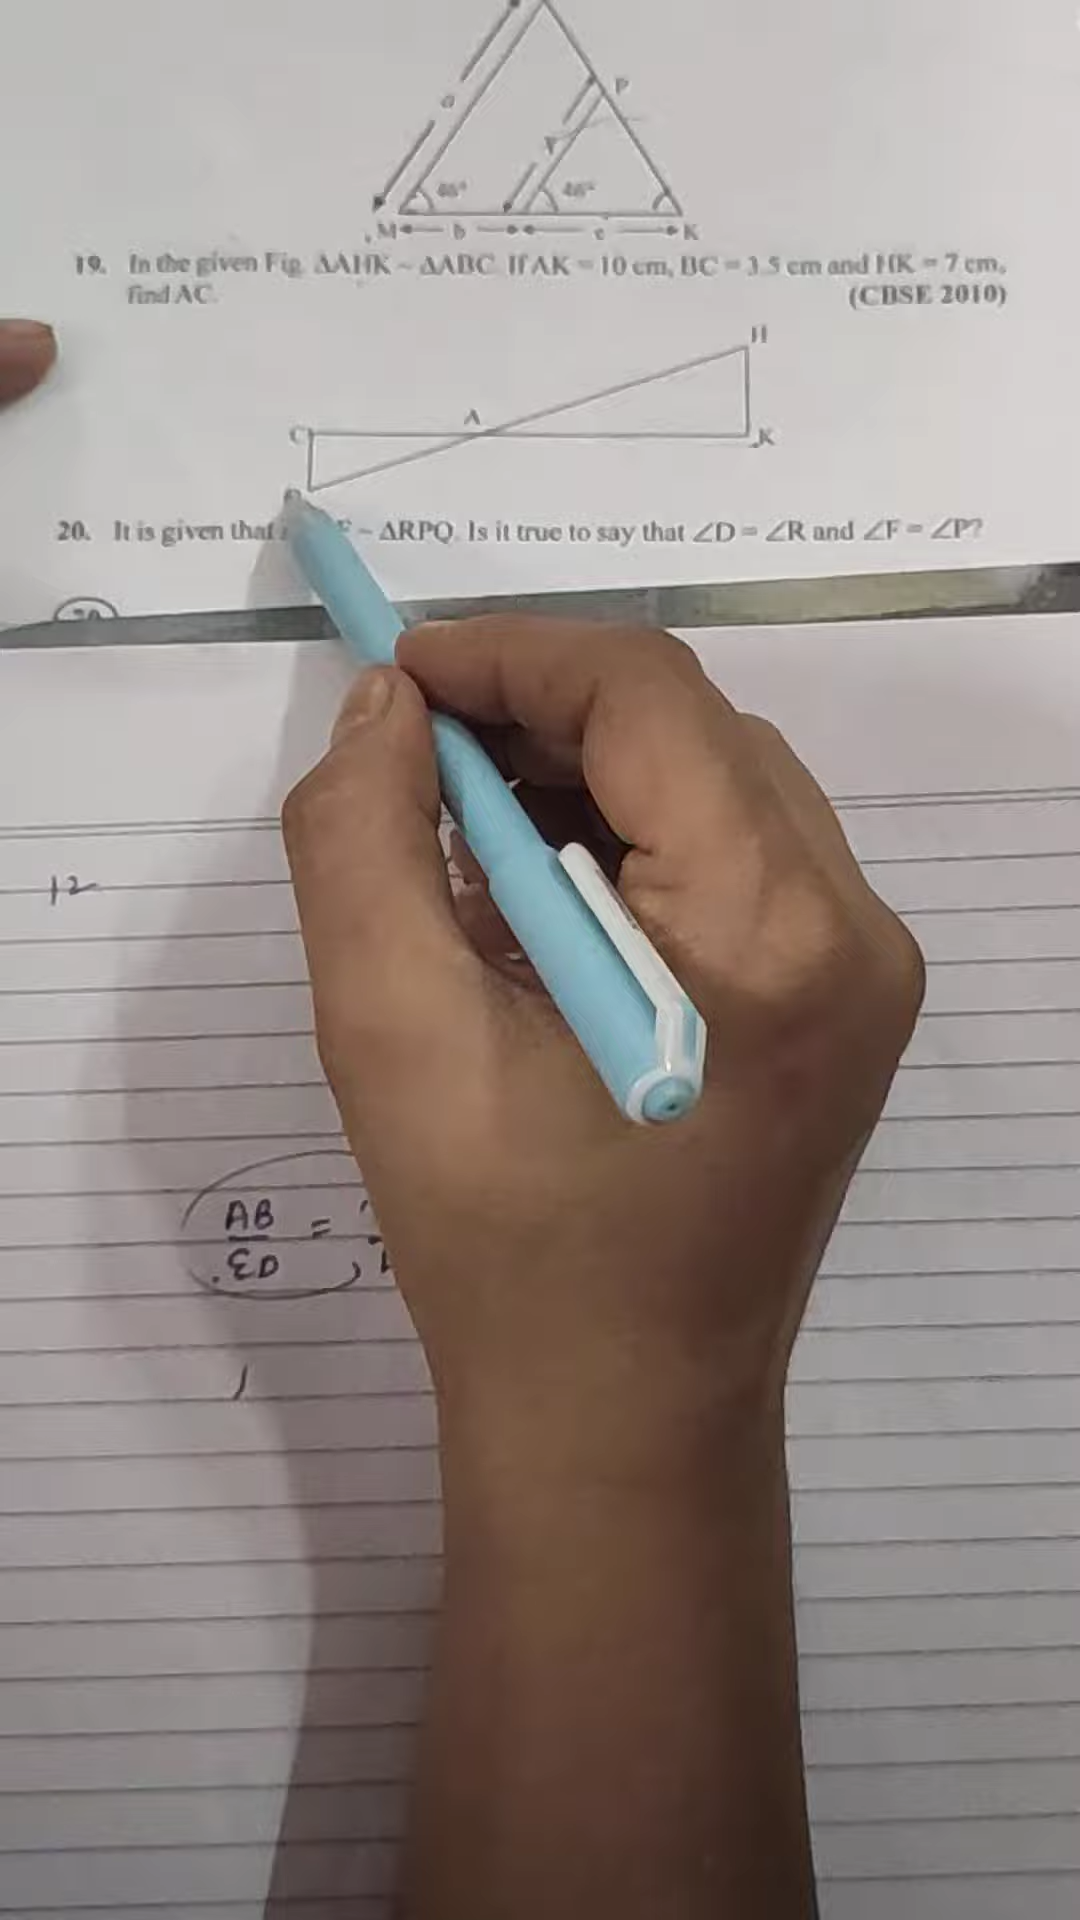 P
a
46°
46°
M b c K
19. In the given Fig. ΔAHK ~ ΔABC. If AK = 10 cm, BC = 3.5 cm and HK = 7 cm,
find AC. (CBSE 2010)
H
A
C
K
20. It is given that ~ ΔRPQ. Is it true to say that ∠D = ∠R and ∠F = ∠P?
12
AB =
ED ,